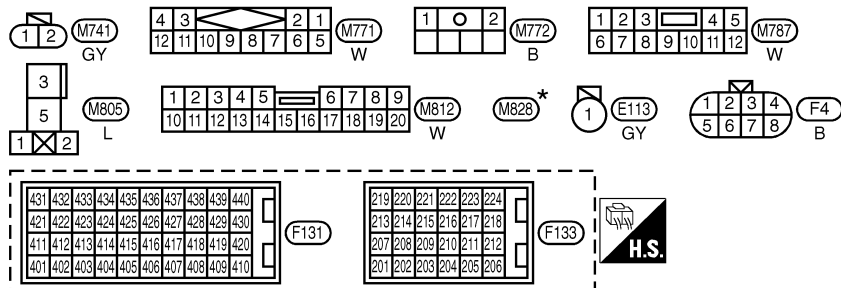 1 2 M741 GY
4 3 2 1 M771
12 11 10 9 8 7 6 5 W
1 2 M772 B
1 2 3 4 5 M787
6 7 8 9 10 11 12 W
3 M805
5 L
1 2
1 2 3 4 5 6 7 8 9 M812
10 11 12 13 14 15 16 17 18 19 20 W
M828 *
1 E113 GY
1 2 3 4 F4
5 6 7 8 B
431 432 433 434 435 436 437 438 439 440
421 422 423 424 425 426 427 428 429 430
F131
411 412 413 414 415 416 417 418 419 420
401 402 403 404 405 406 407 408 409 410
219 220 221 222 223 224
213 214 215 216 217 218
F133
207 208 209 210 211 212
201 202 203 204 205 206
H.S.